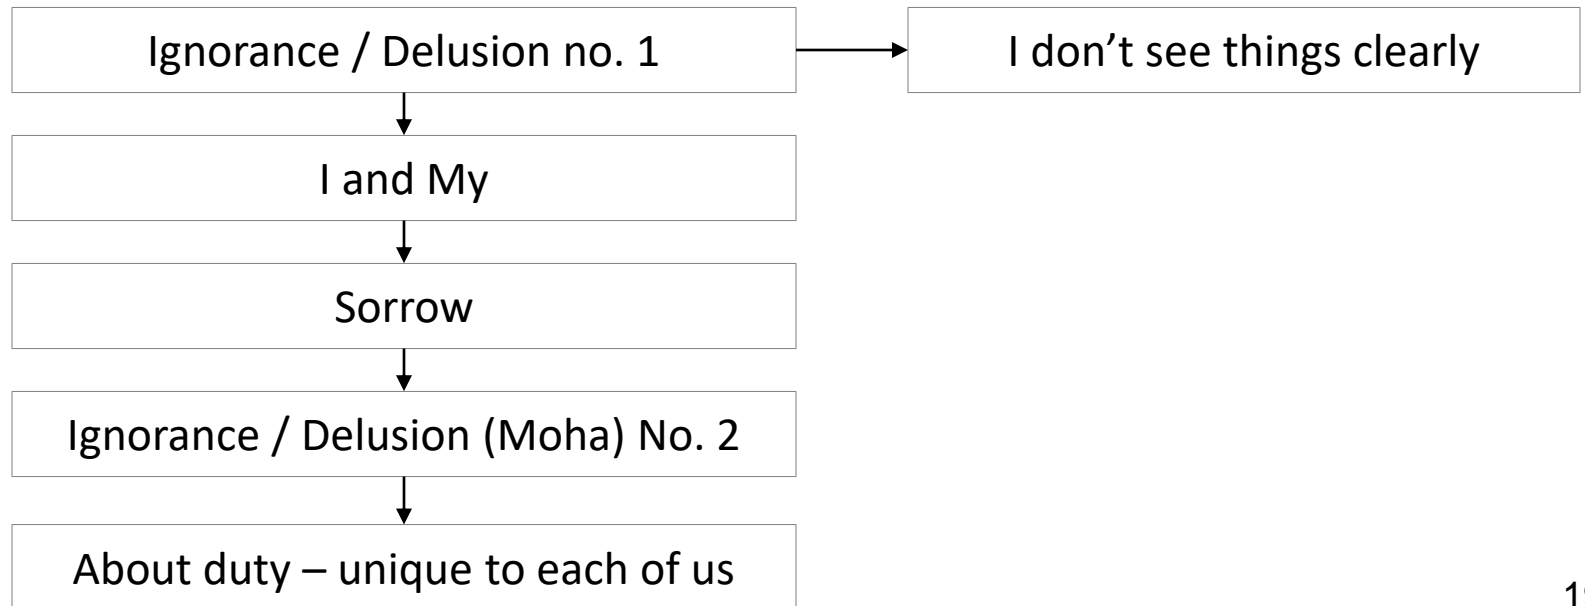 Ignorance / Delusion no. 1
I don’t see things clearly
I and My
Sorrow
Ignorance / Delusion (Moha) No. 2
About duty – unique to each of us